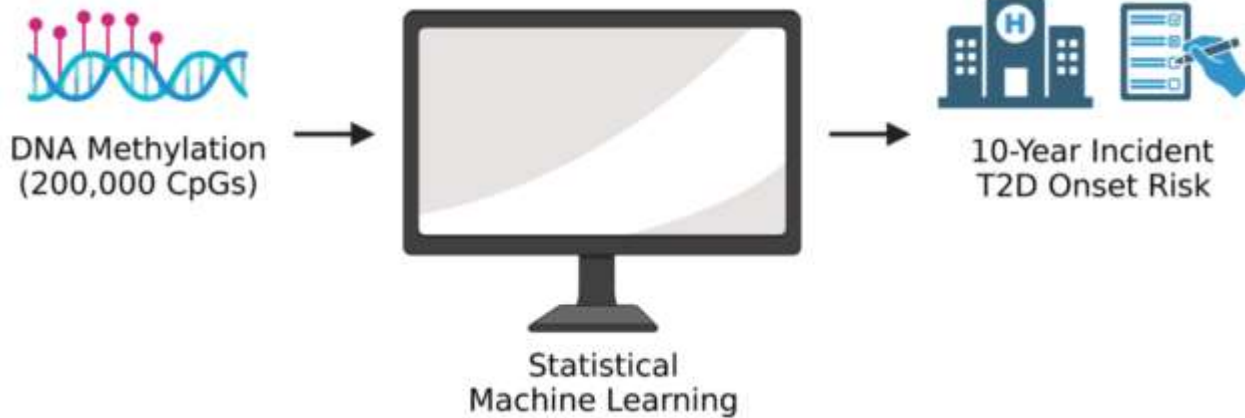 H
DNA Methylation
(200,000 CpGs)
10-Year Incident
T2D Onset Risk
Statistical
Machine Learning